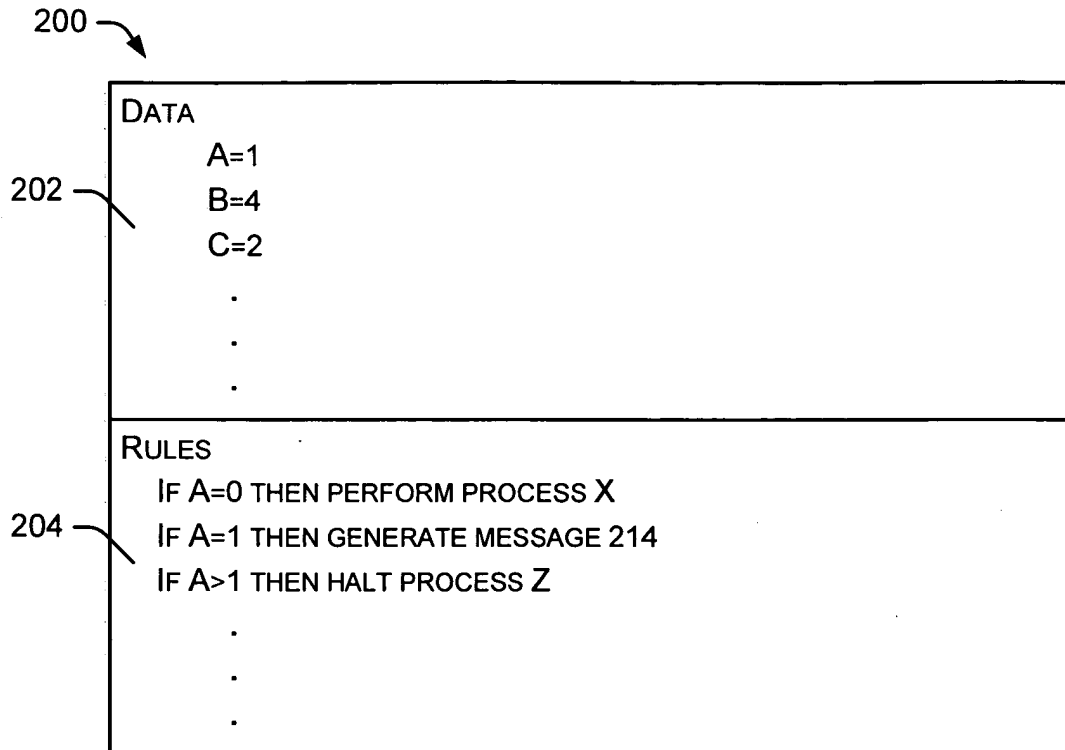 200
DATA
A=1
202
B=4
C=2
.
.
.
RULES
IF A=0 THEN PERFORM PROCESS X
204
IF A=1 THEN GENERATE MESSAGE 214
IF A>1 THEN HALT PROCESS Z
.
.
.